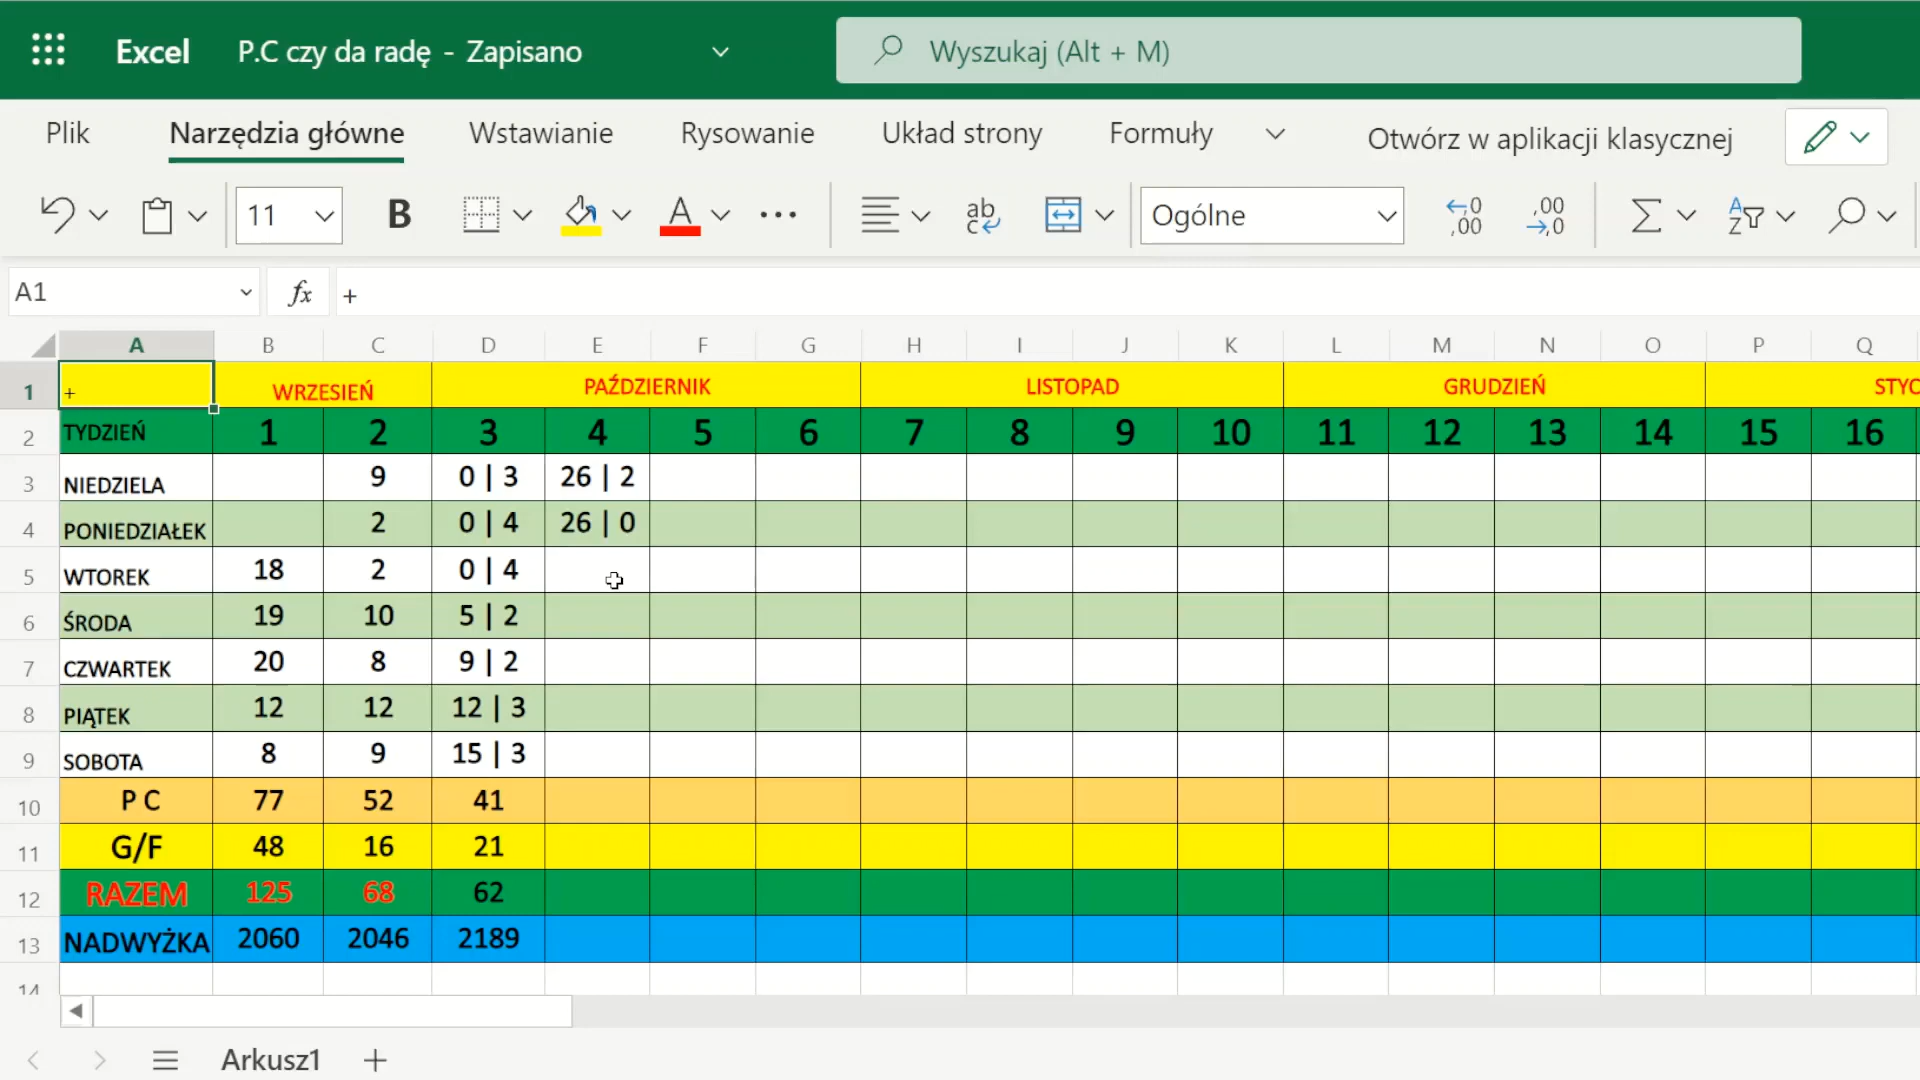 Excel P.C czy da radę - Zapisano Wyszukaj (Alt + M)
Plik Narzędzia główne Wstawianie Rysowanie Układ strony Formuły Otwórz w aplikacji klasycznej
11 B A ab c Ogólne ,0 ,00 ,00 ,0 Σ AZ
A1 fx +
A B C D E F G H I J K L M N O P Q
1 + WRZESIEŃ PAŹDZIERNIK LISTOPAD GRUDZIEŃ STYC
2 TYDZIEŃ 1 2 3 4 5 6 7 8 9 10 11 12 13 14 15 16
3 NIEDZIELA 9 0 | 3 26 | 2
4 PONIEDZIAŁEK 2 0 | 4 26 | 0
5 WTOREK 18 2 0 | 4
6 ŚRODA 19 10 5 | 2
7 CZWARTEK 20 8 9 | 2
8 PIĄTEK 12 12 12 | 3
9 SOBOTA 8 9 15 | 3
10 P C 77 52 41
11 G/F 48 16 21
12 RAZEM 125 68 62
13 NADWYŻKA 2060 2046 2189
14
Arkusz1 +